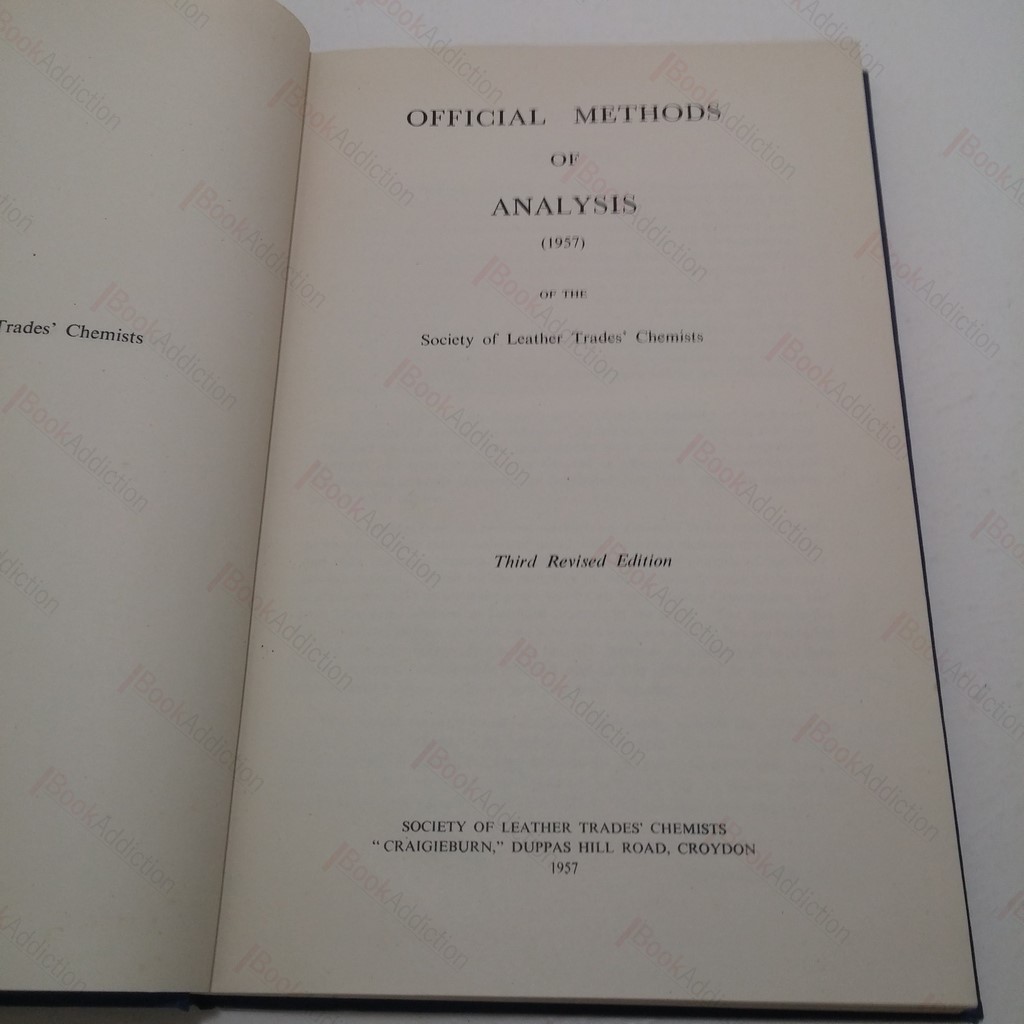 Trades' Chemists
OFFICIAL METHODS
OF
ANALYSIS
(1957)
OF THE
Society of Leather Trades' Chemists
Third Revised Edition
SOCIETY OF LEATHER TRADES' CHEMISTS
"CRAIGIEBURN," DUPPAS HILL ROAD, CROYDON
1957
BookAddiction